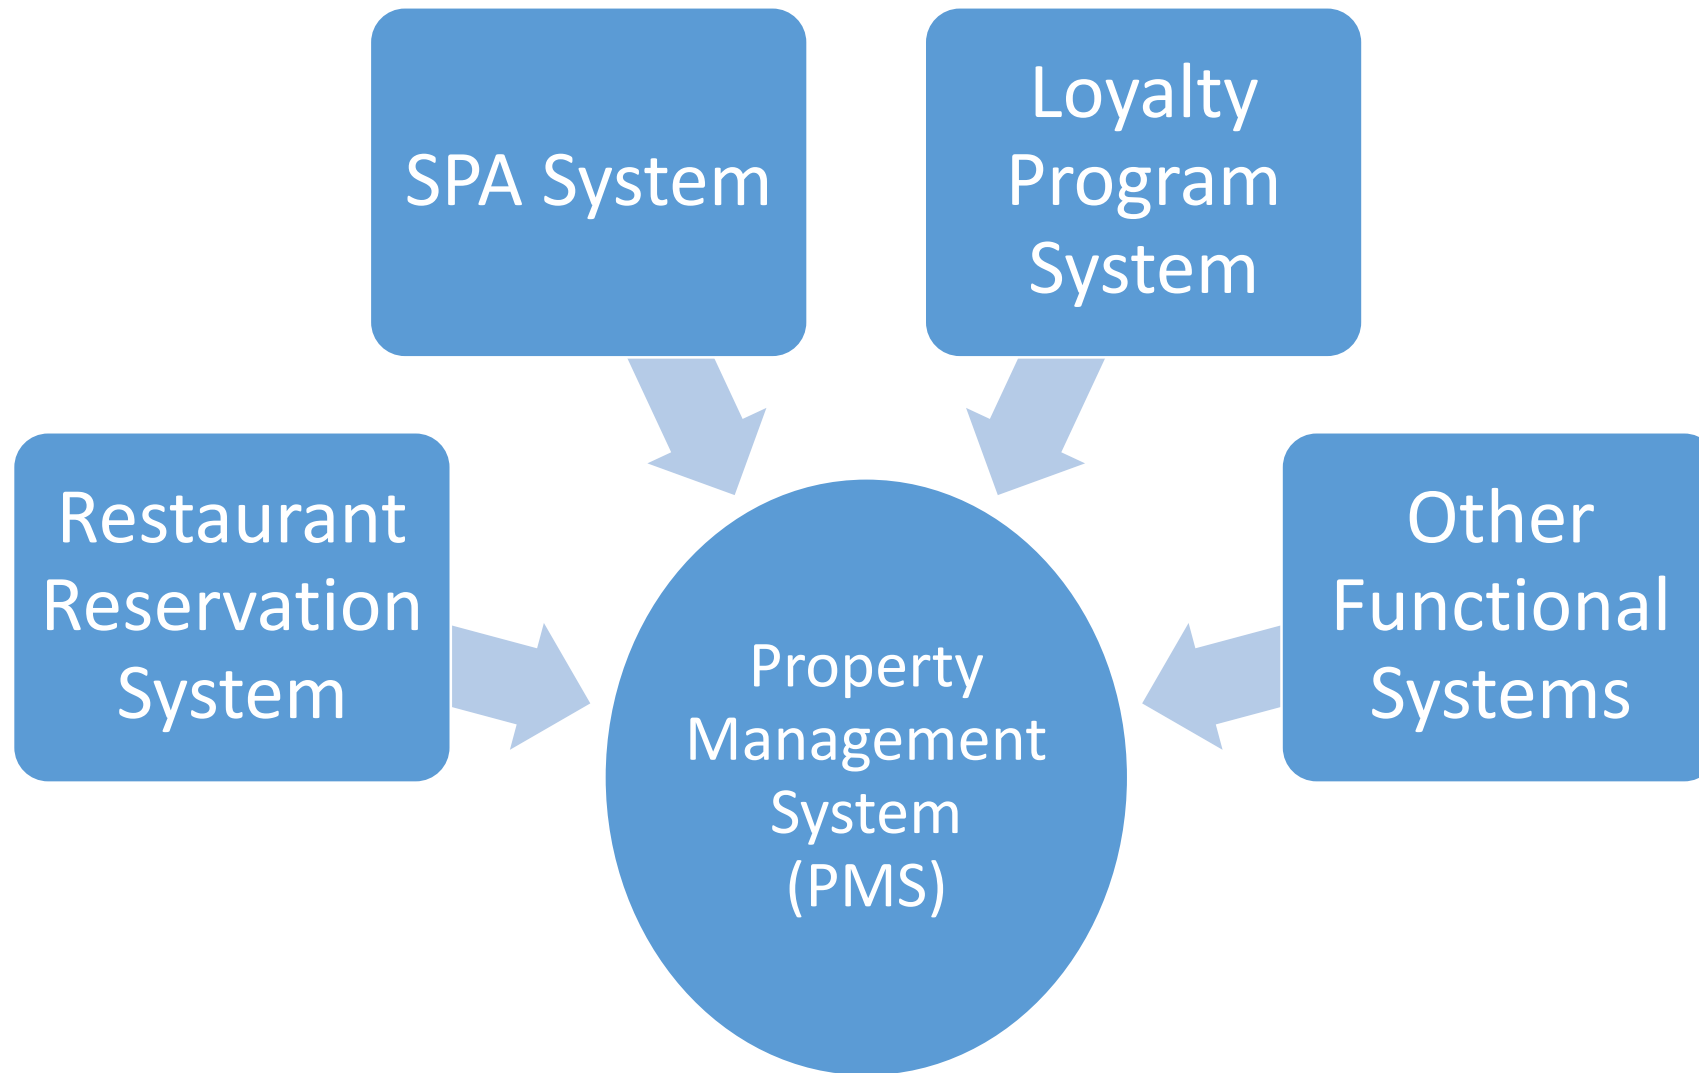 SPA System
Loyalty
Program
System
Restaurant
Reservation
System
Other
Functional
Systems
Property
Management
System
(PMS)